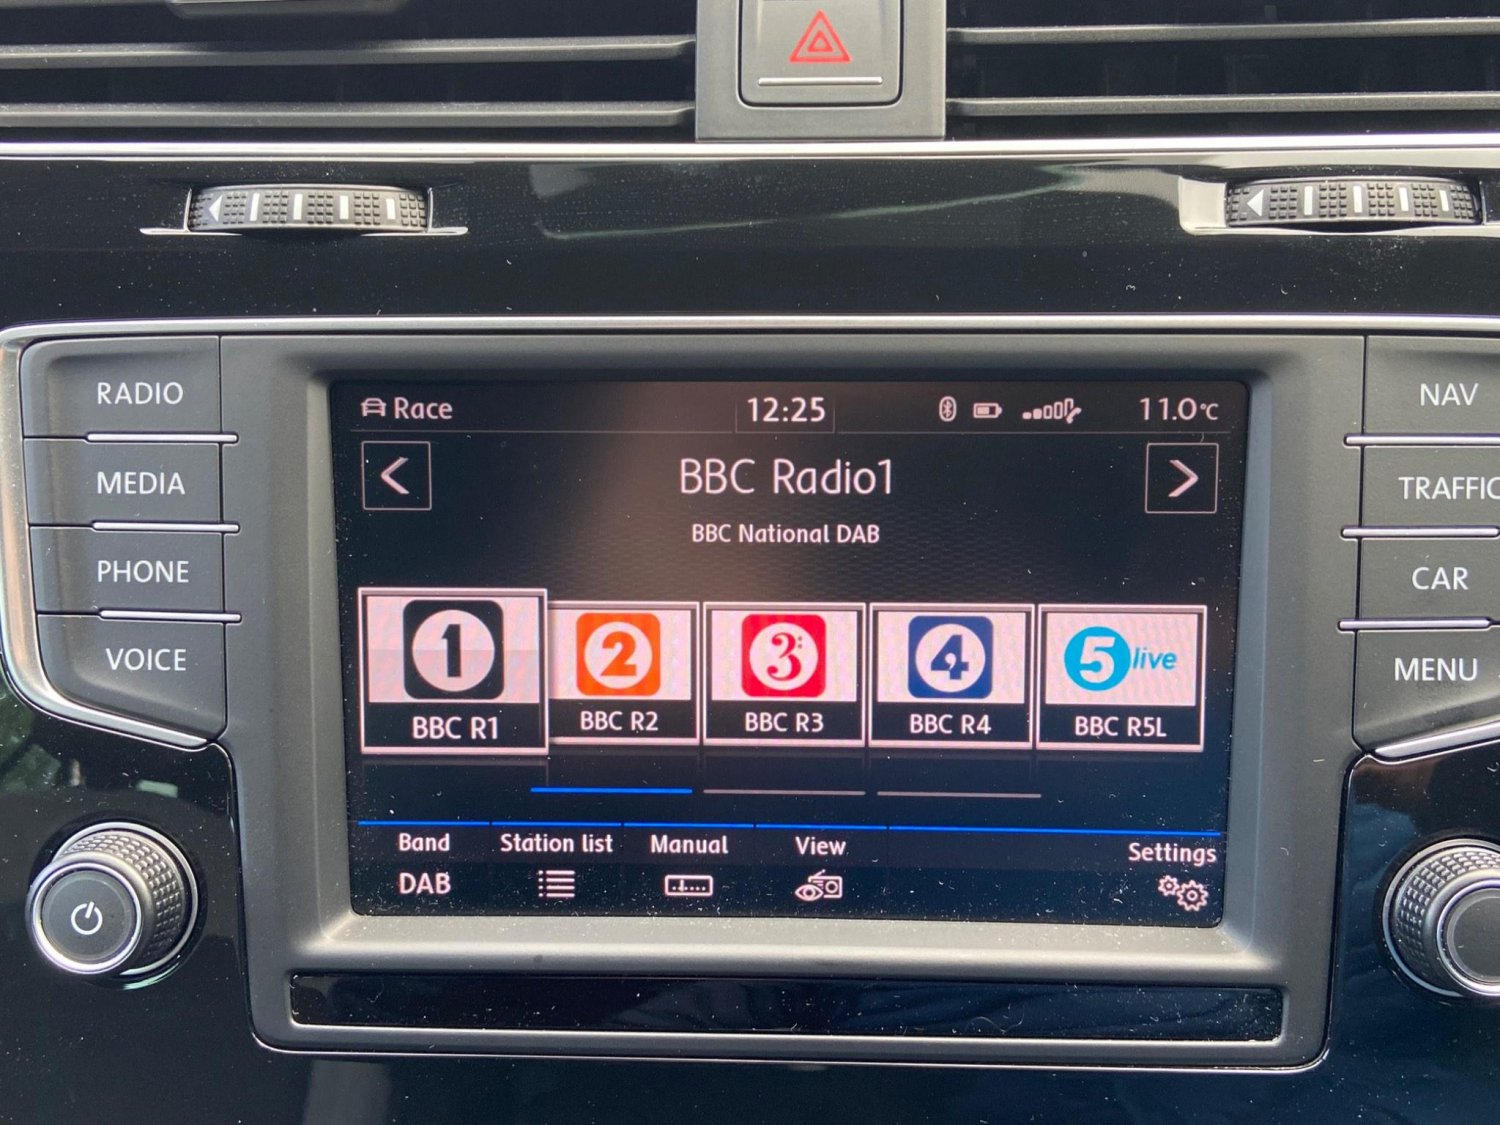 RADIO
MEDIA
PHONE
VOICE
Race
12:25
11.0°C
BBC Radio1
BBC National DAB
1
2
3
4
5 live
BBC R1
BBC R2
BBC R3
BBC R4
BBC R5L
Band
Station list
Manual
View
Settings
DAB
NAV
TRAFFIC
CAR
MENU